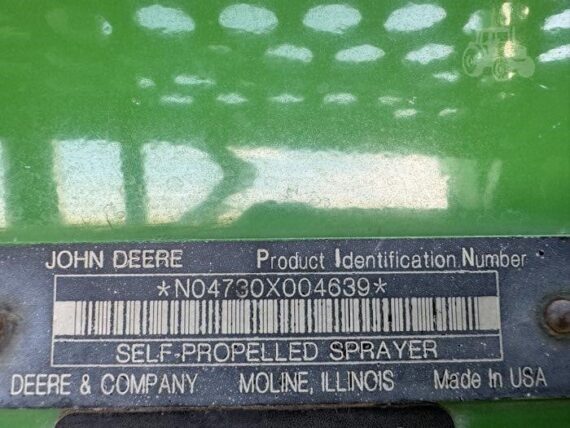 JOHN DEERE Product Identification Number
*N04730X004639*
SELF-PROPELLED SPRAYER
DEERE & COMPANY MOLINE, ILLINOIS Made In USA